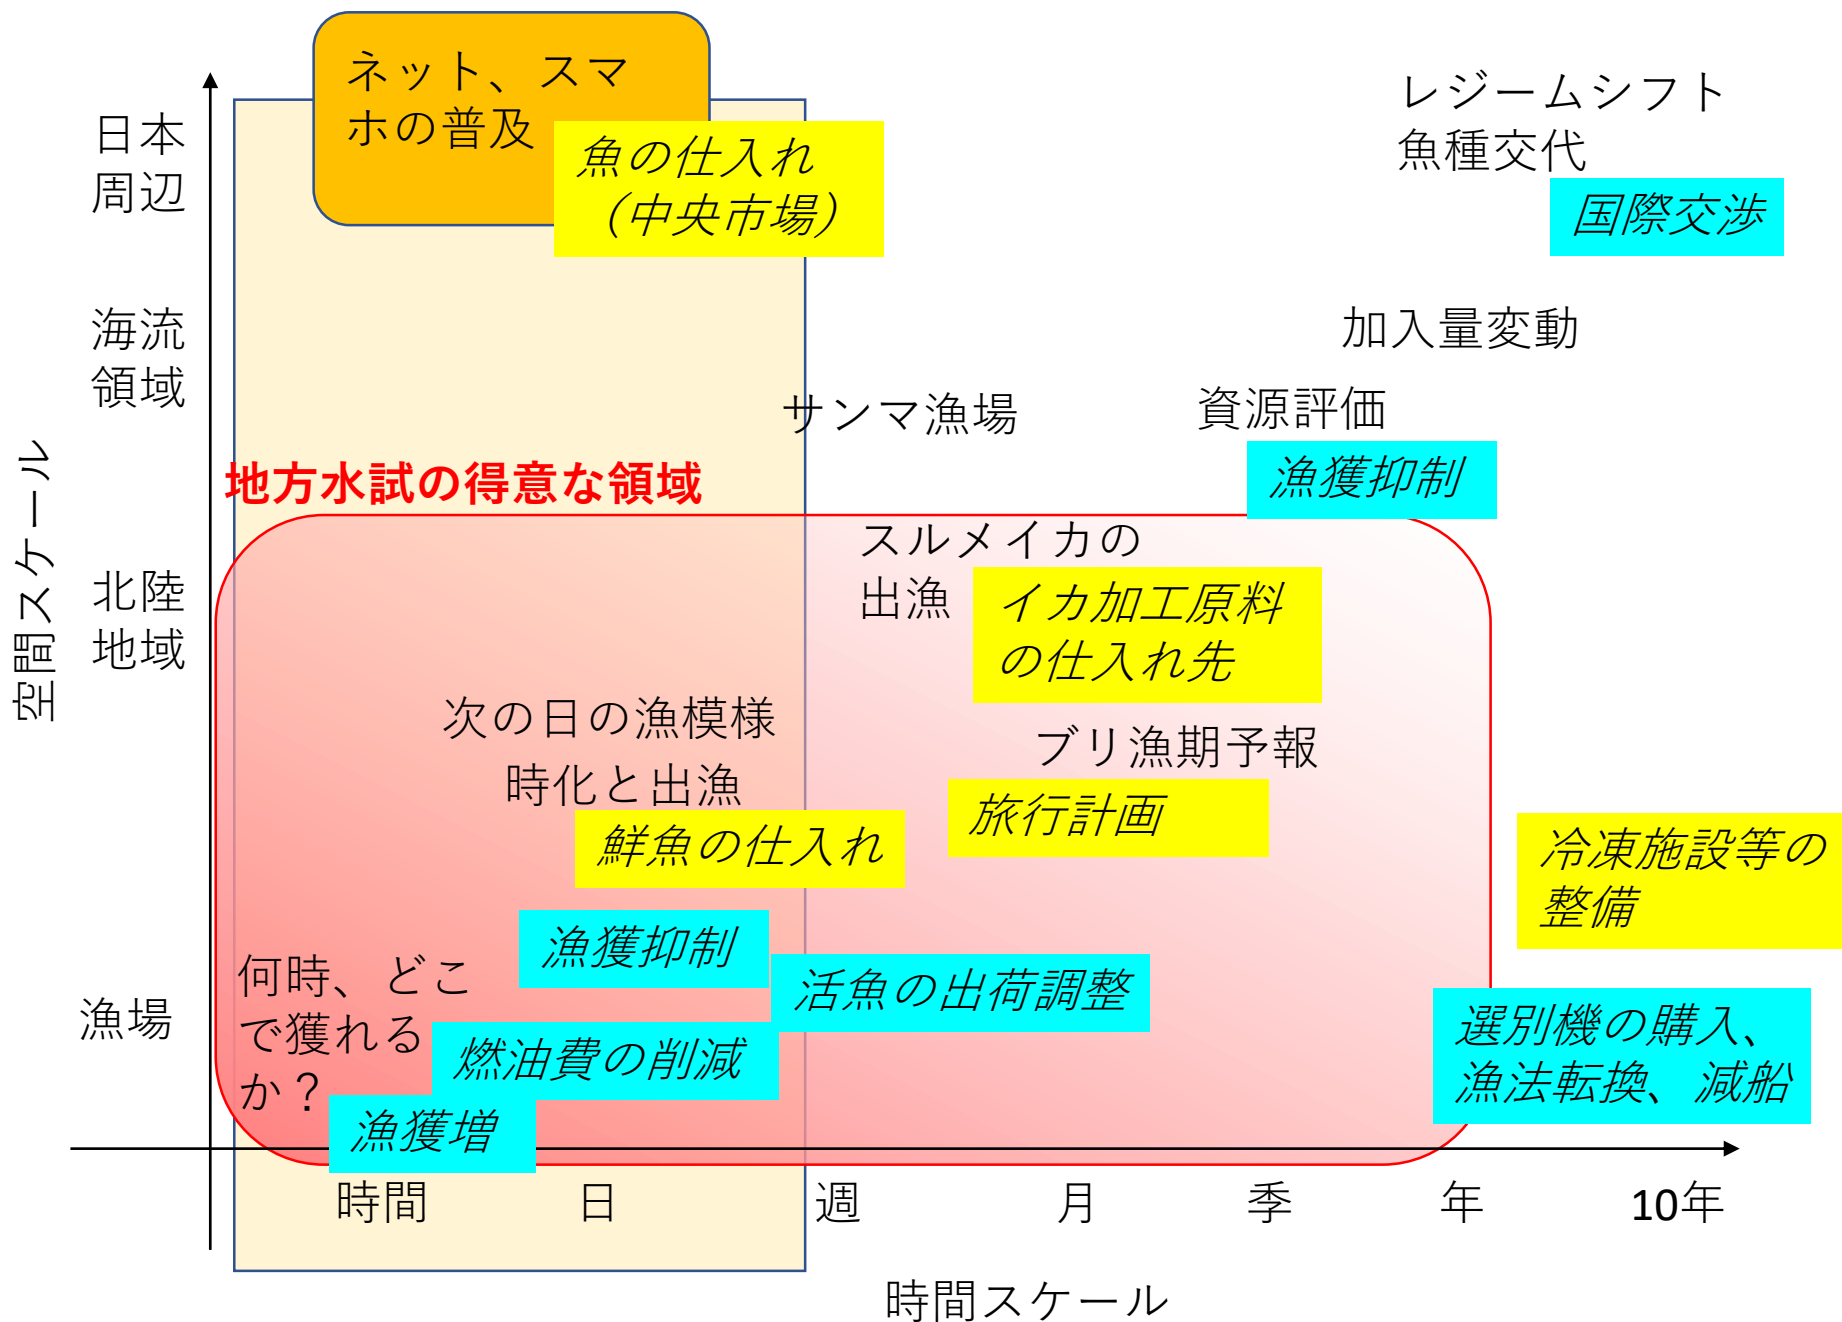 ネット、スマ
ホの普及
魚の仕入れ
（中央市場）
レジームシフト
魚種交代
国際交渉
日本
周辺
海流
領域
加入量変動
サンマ漁場
資源評価
漁獲抑制
空間スケール
地方水試の得意な領域
スルメイカの
出漁
イカ加工原料
の仕入れ先
北陸
地域
次の日の漁模様
時化と出漁
鮮魚の仕入れ
ブリ漁期予報
旅行計画
冷凍施設等の
整備
漁獲抑制
活魚の出荷調整
漁場
何時、どこ
で獲れる
か？
燃油費の削減
漁獲増
選別機の購入、
漁法転換、減船
時間 日 週 月 季 年 10年
時間スケール